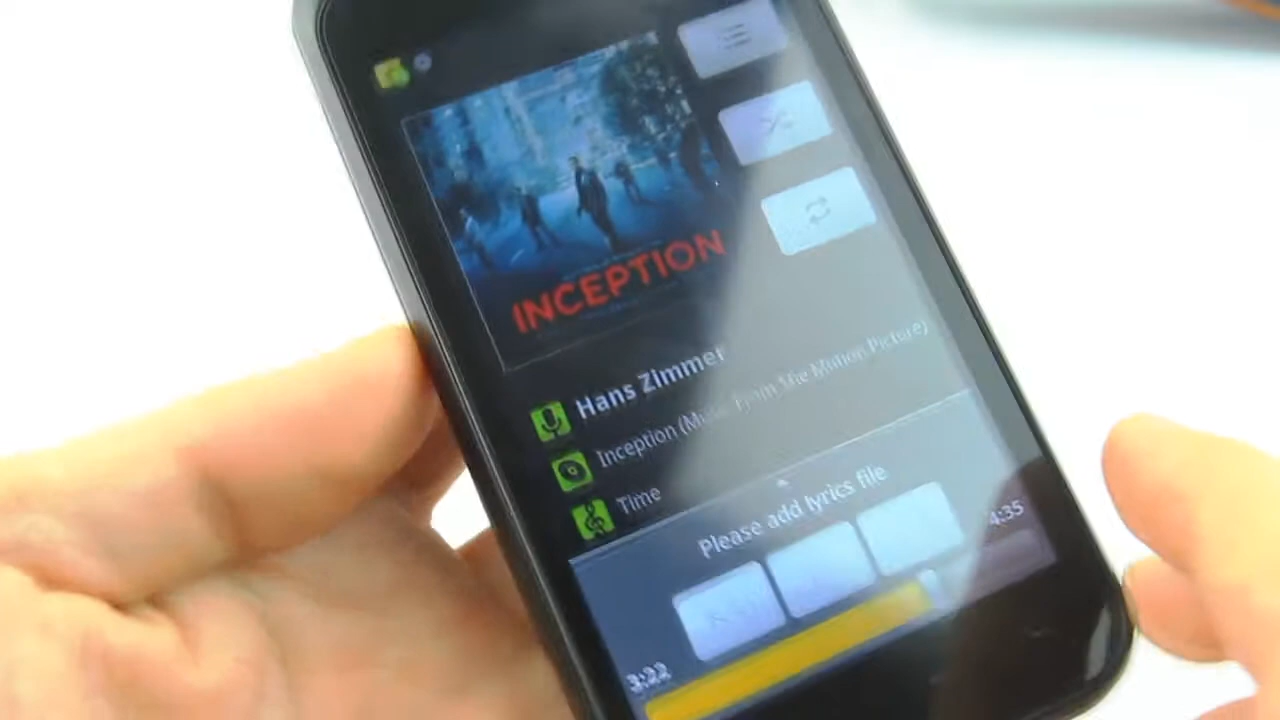 INCEPTION
Hans Zimmer
Inception (Music From The Motion Picture)
Time
Please add lyrics file
4:35
3:22